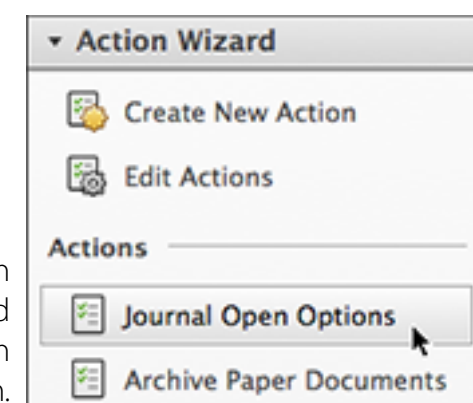 Action Wizard
Create New Action
Edit Actions
Actions
Journal Open Options
Archive Paper Documents